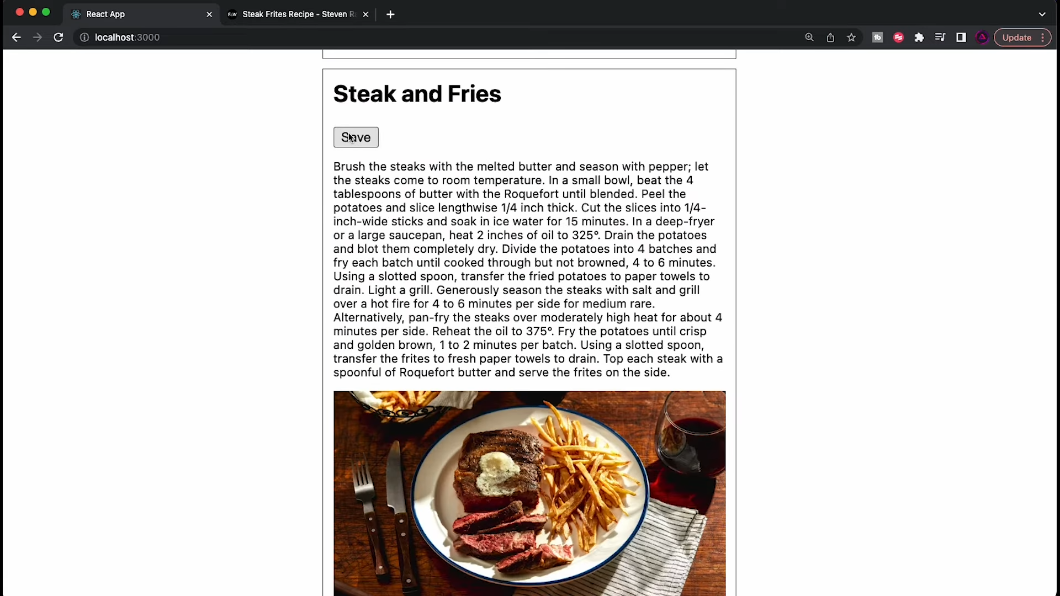 React App
Steak Frites Recipe - Steven R
localhost:3000
Update
Steak and Fries
Save
Brush the steaks with the melted butter and season with pepper; let
the steaks come to room temperature. In a small bowl, beat the 4
tablespoons of butter with the Roquefort until blended. Peel the
potatoes and slice lengthwise 1/4 inch thick. Cut the slices into 1/4-
inch-wide sticks and soak in ice water for 15 minutes. In a deep-fryer
or a large saucepan, heat 2 inches of oil to 325°. Drain the potatoes
and blot them completely dry. Divide the potatoes into 4 batches and
fry each batch until cooked through but not browned, 4 to 6 minutes.
Using a slotted spoon, transfer the fried potatoes to paper towels to
drain. Light a grill. Generously season the steaks with salt and grill
over a hot fire for 4 to 6 minutes per side for medium rare.
Alternatively, pan-fry the steaks over moderately high heat for about 4
minutes per side. Reheat the oil to 375°. Fry the potatoes until crisp
and golden brown, 1 to 2 minutes per batch. Using a slotted spoon,
transfer the frites to fresh paper towels to drain. Top each steak with a
spoonful of Roquefort butter and serve the frites on the side.